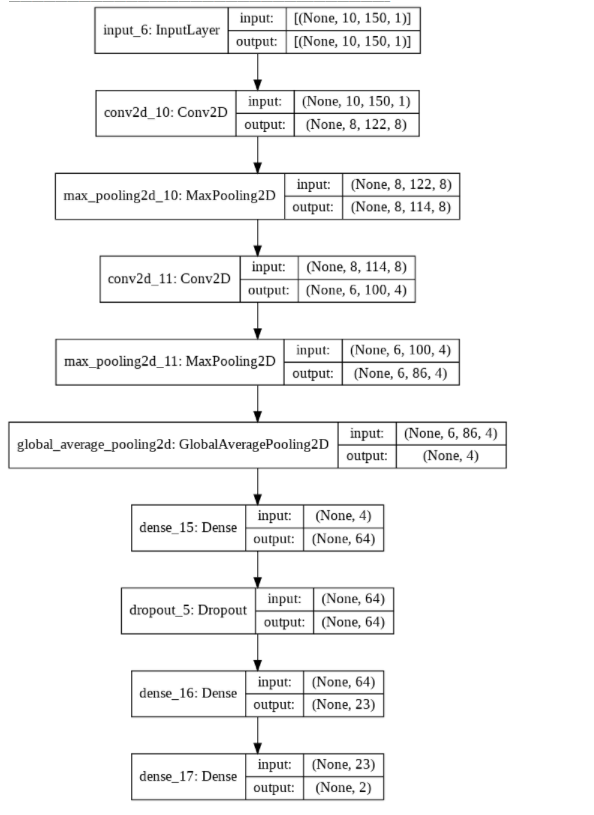 input_6: InputLayer
input: [(None, 10, 150, 1)]
output: [(None, 10, 150, 1)]
conv2d_10: Conv2D
input: (None, 10, 150, 1)
output: (None, 8, 122, 8)
max_pooling2d_10: MaxPooling2D
input: (None, 8, 122, 8)
output: (None, 8, 114, 8)
conv2d_11: Conv2D
input: (None, 8, 114, 8)
output: (None, 6, 100, 4)
max_pooling2d_11: MaxPooling2D
input: (None, 6, 100, 4)
output: (None, 6, 86, 4)
global_average_pooling2d: GlobalAveragePooling2D
input: (None, 6, 86, 4)
output: (None, 4)
dense_15: Dense
input: (None, 4)
output: (None, 64)
dropout_5: Dropout
input: (None, 64)
output: (None, 64)
dense_16: Dense
input: (None, 64)
output: (None, 23)
dense_17: Dense
input: (None, 23)
output: (None, 2)